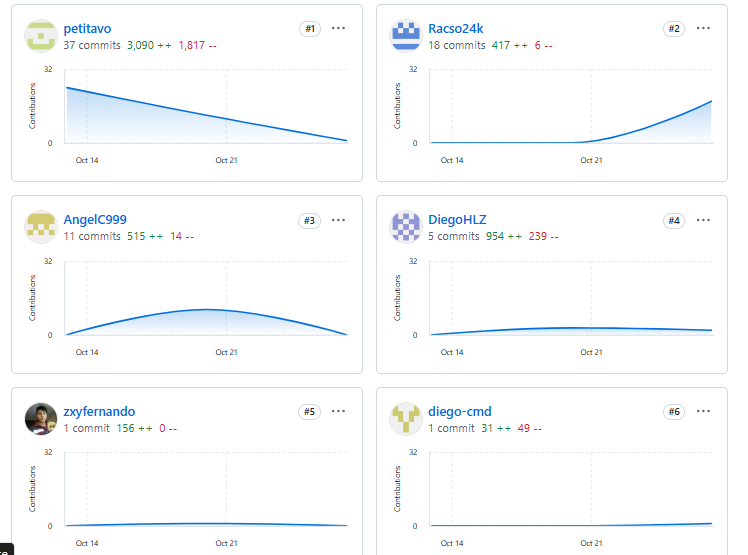 petitavo #1 ...
37 commits 3,090 ++ 1,817 --
32
Contributions
0
Oct 14 Oct 21
Racso24k #2 ...
18 commits 417 ++ 6 --
32
Contributions
0
Oct 14 Oct 21
AngelC999 #3 ...
11 commits 515 ++ 14 --
32
Contributions
0
Oct 14 Oct 21
DiegoHLZ #4 ...
5 commits 954 ++ 239 --
32
Contributions
0
Oct 14 Oct 21
zxyfernando #5 ...
1 commit 156 ++ 0 --
32
Contributions
0
Oct 14 Oct 21
diego-cmd #6 ...
1 commit 31 ++ 49 --
32
Contributions
0
Oct 14 Oct 21